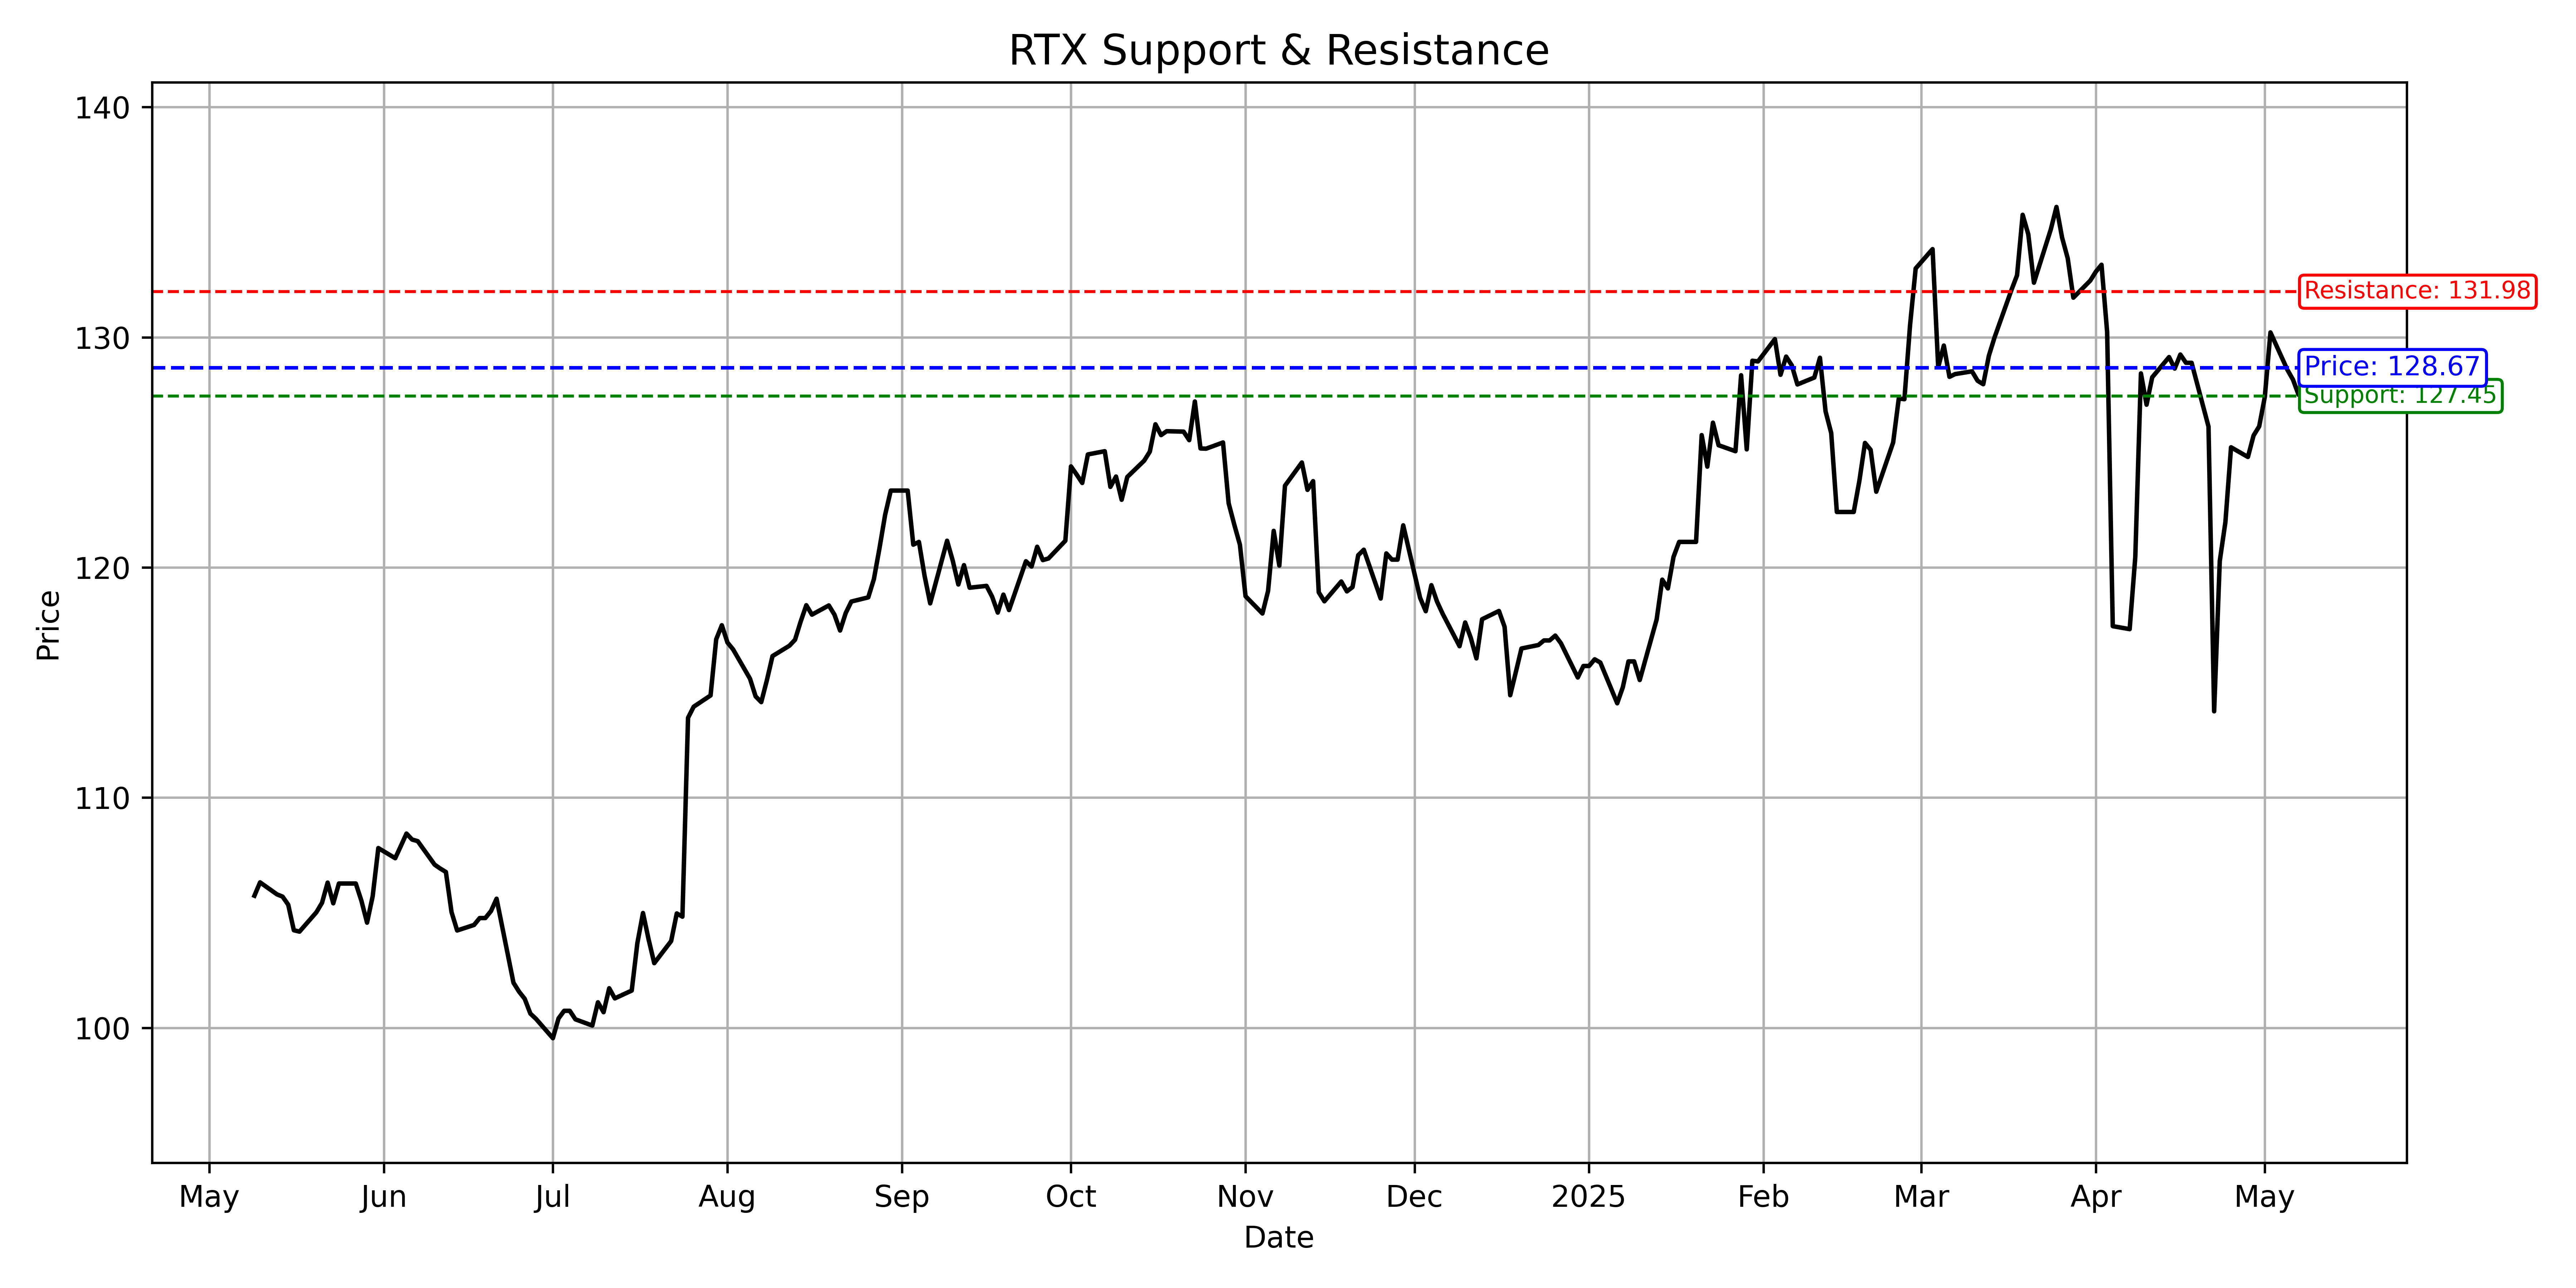 RTX Support & Resistance
140
130
120
110
100
Price
Resistance: 131.98
Price: 128.67
Support: 127.45
May
Jun
Jul
Aug
Sep
Oct
Nov
Dec
2025
Feb
Mar
Apr
May
Date